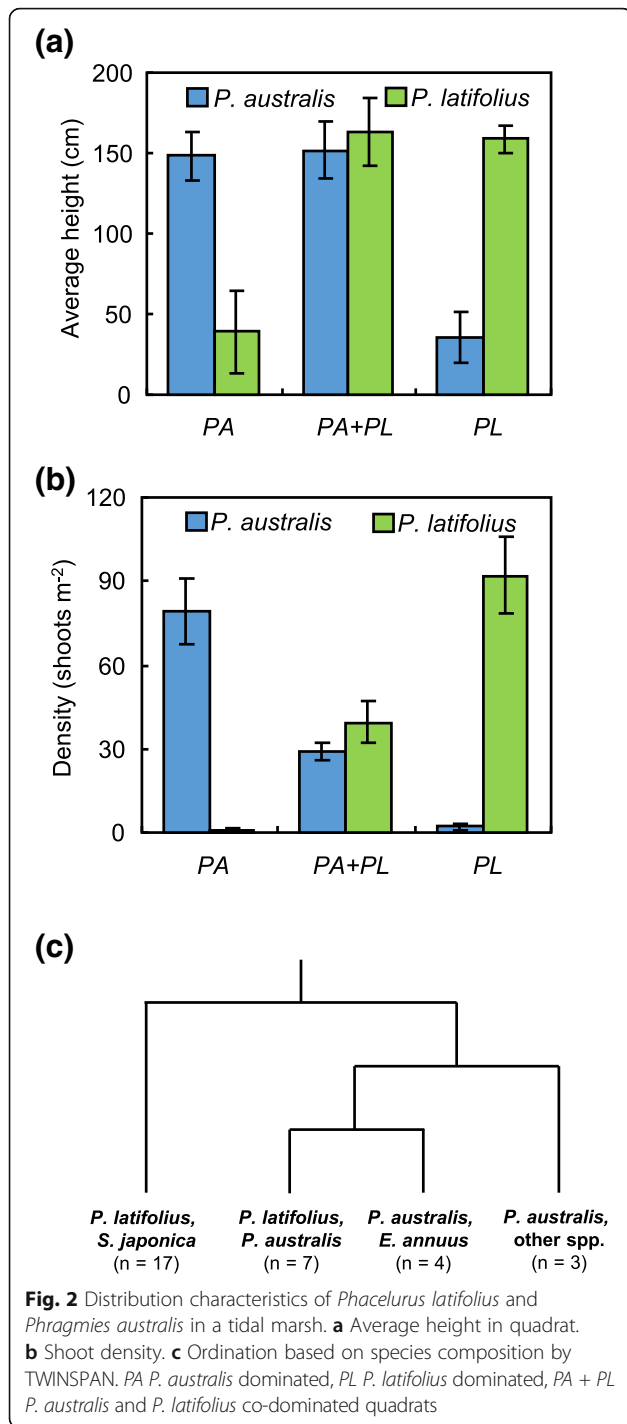 (a)
200
150
100
50
0
Average height (cm)
P. australis P. latifolius
PA PA+PL PL
(b)
120
90
60
30
0
Density (shoots m-2)
P. australis P. latifolius
PA PA+PL PL
(c)
P. latifolius, S. japonica (n = 17)
P. latifolius, P. australis (n = 7)
P. australis, E. annuus (n = 4)
P. australis, other spp. (n = 3)
Fig. 2 Distribution characteristics of Phacelurus latifolius and
Phragmies australis in a tidal marsh. a Average height in quadrat.
b Shoot density. c Ordination based on species composition by
TWINSPAN. PA P. australis dominated, PL P. latifolius dominated, PA + PL
P. australis and P. latifolius co-dominated quadrats